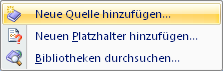 Neue Quelle hinzufügen...
Neuen Platzhalter hinzufügen...
Bibliotheken durchsuchen...